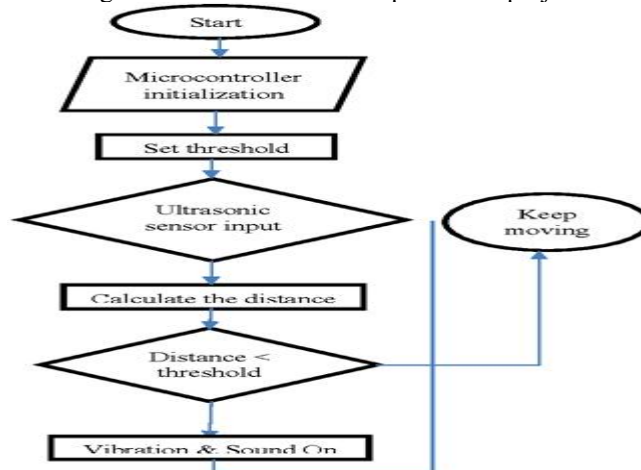 Start
Microcontroller
initialization
Set threshold
Ultrasonic
sensor input
Keep
moving
Calculate the distance
Distance <
threshold
Vibration & Sound On